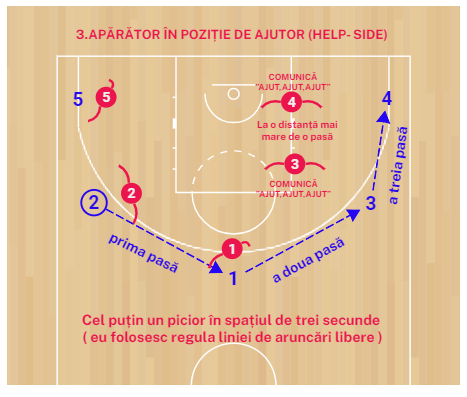 3.APĂRĂTOR ÎN POZIȚIE DE AJUTOR (HELP- SIDE)
COMUNICĂ
"AJUT,AJUT,AJUT"
5
5
4
4
La o distanță mai
mare de o pasă
a treia pasă
3
COMUNICĂ
"AJUT,AJUT,AJUT"
2
2
3
prima pasă
1
1
a doua pasă
Cel puțin un picior în spațiul de trei secunde
( eu folosesc regula liniei de aruncări libere )